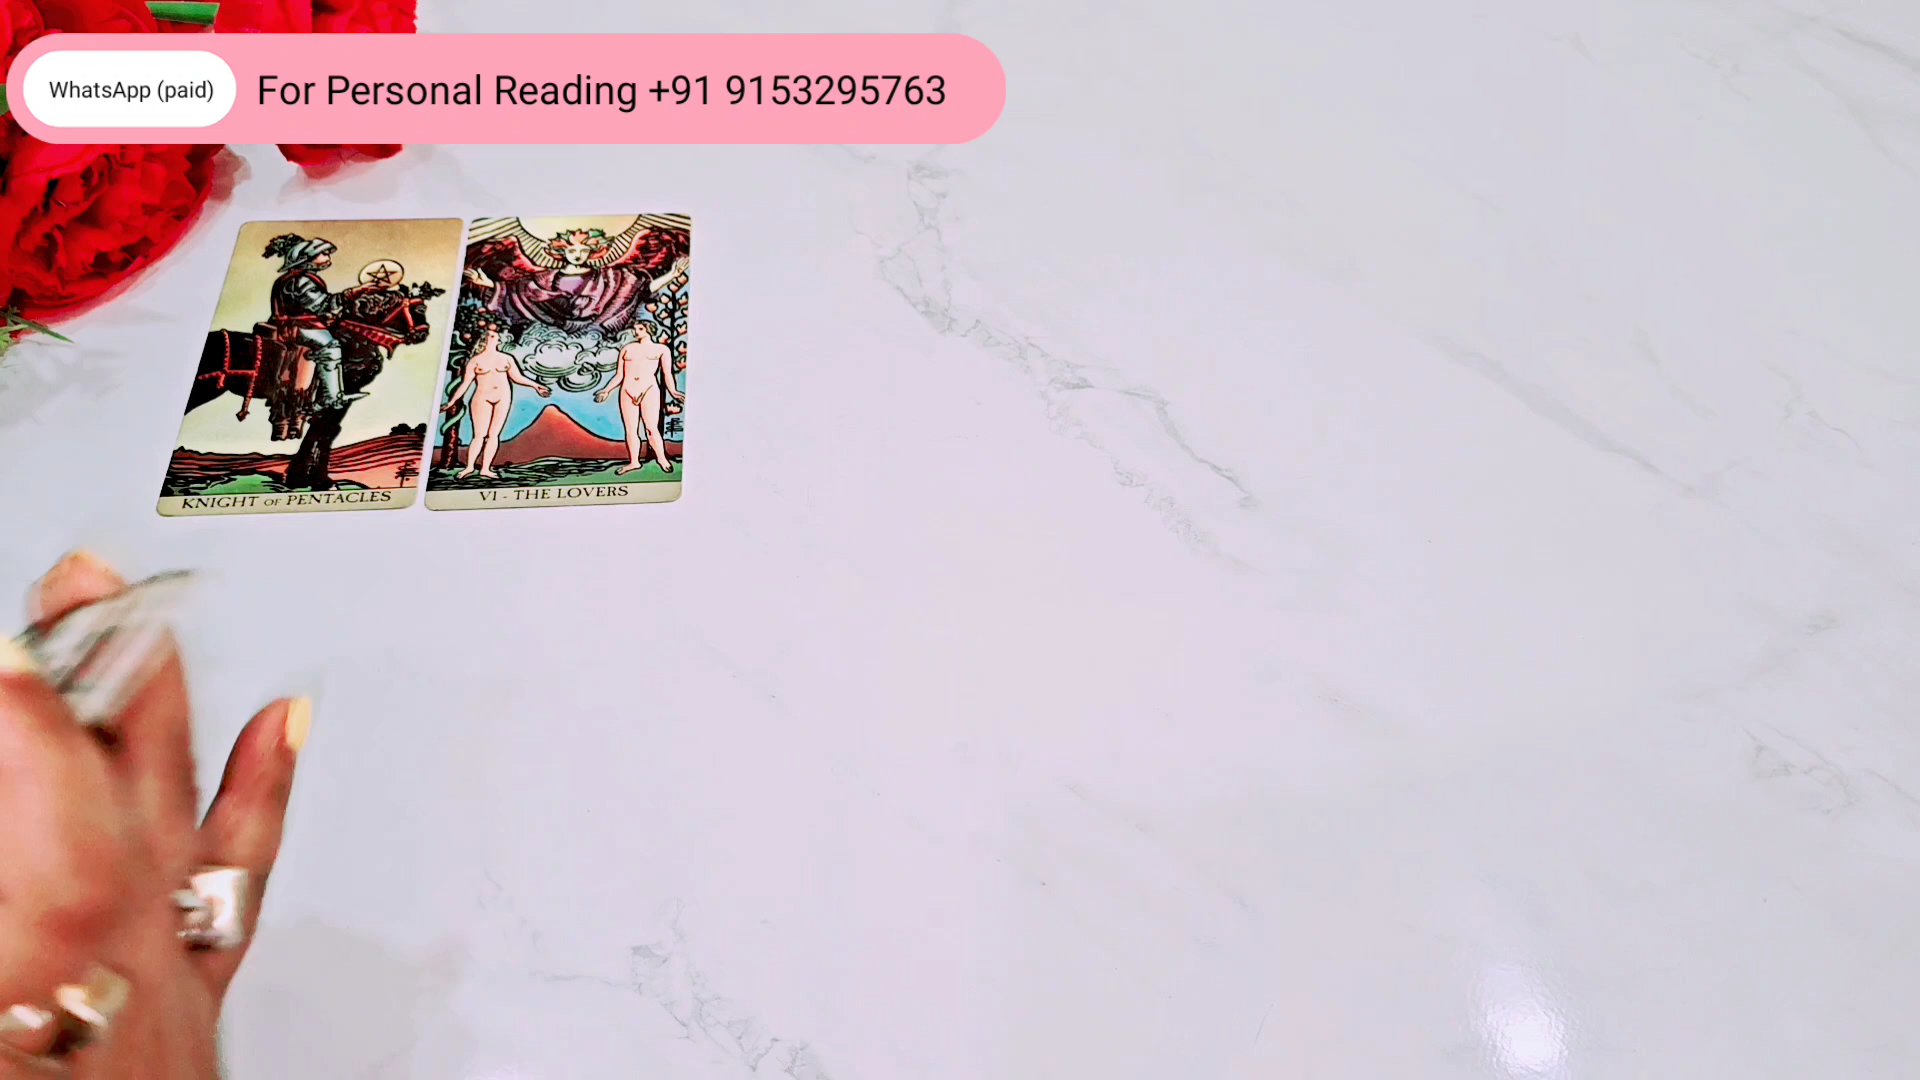 WhatsApp (paid) For Personal Reading +91 9153295763
KNIGHT OF PENTACLES
VI - THE LOVERS